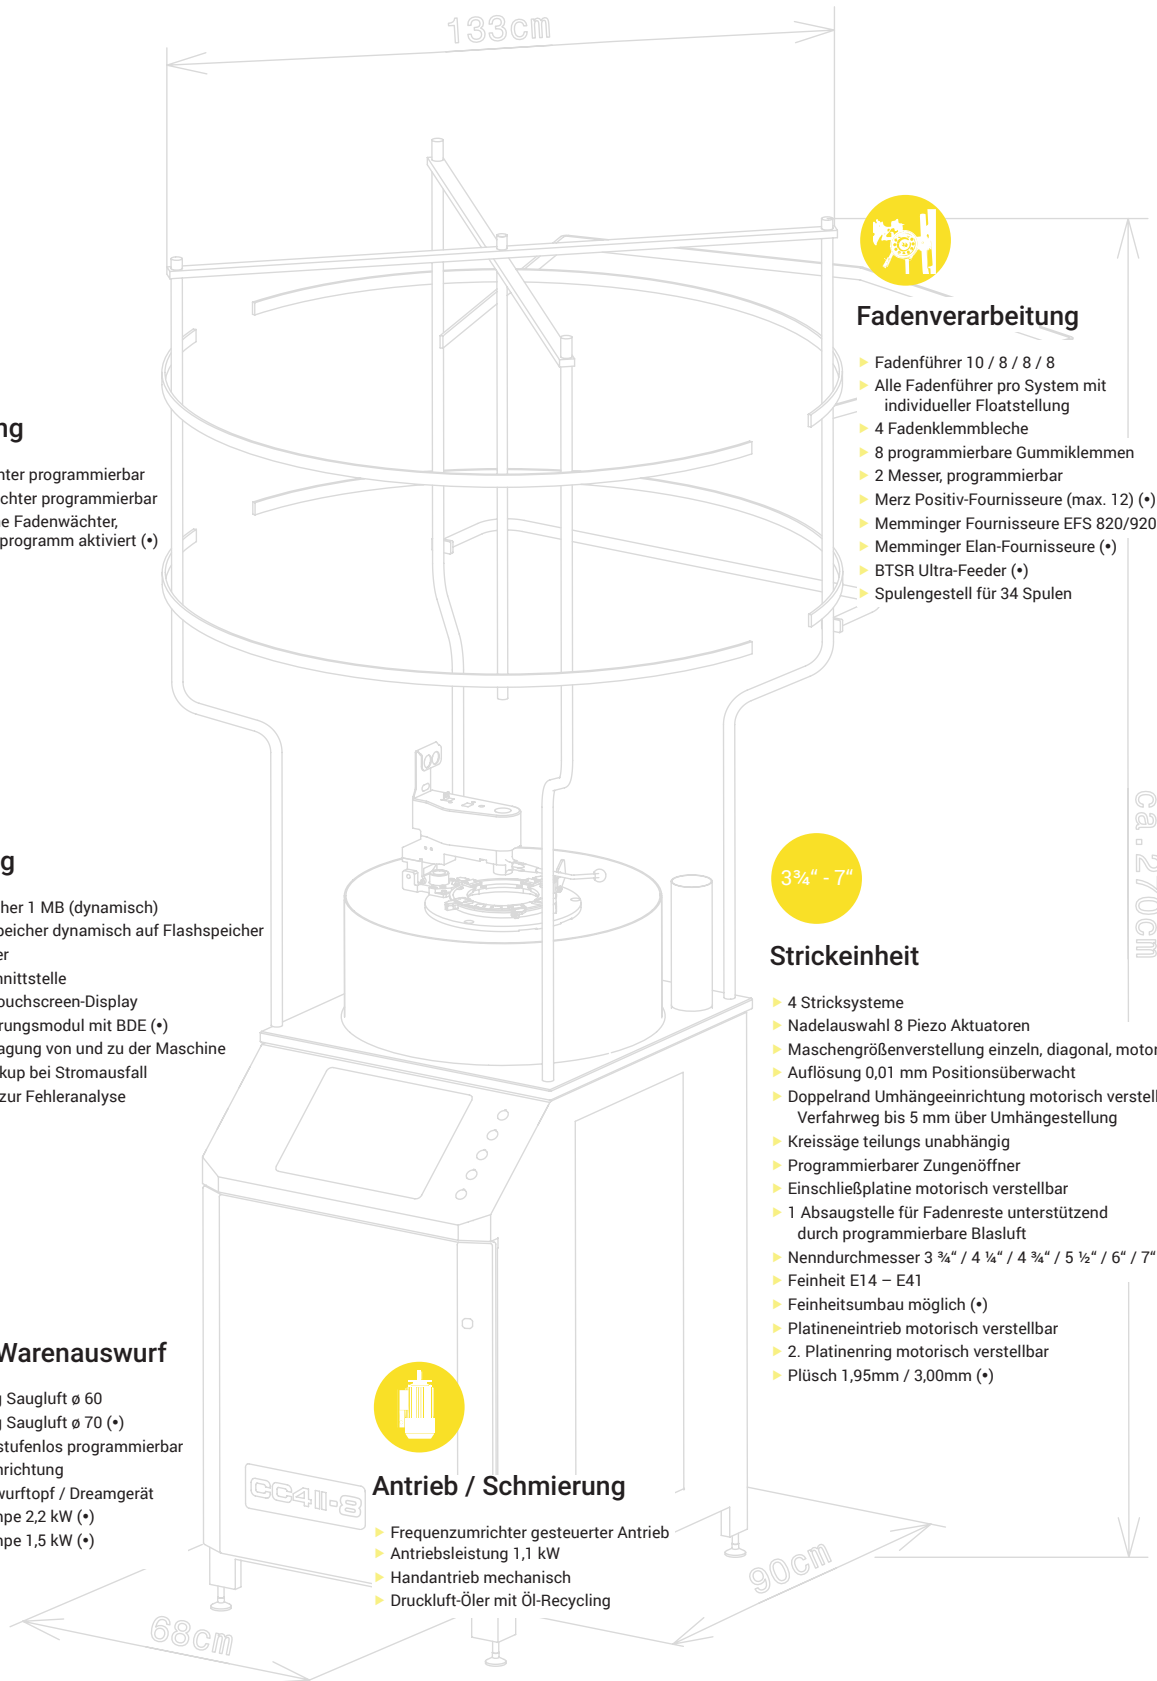 133cm
Fadenverarbeitung
Fadenführer 10 / 8 / 8 / 8
Alle Fadenführer pro System mit
individueller Floatstellung
4 Fadenklemmbleche
8 programmierbare Gummiklemmen
2 Messer, programmierbar
Merz Positiv-Fournisseure (max. 12) (•)
Memminger Fournisseure EFS 820/920
Memminger Elan-Fournisseure (•)
BTSR Ultra-Feeder (•)
Spulengestell für 34 Spulen
ng
nter programmierbar
chter programmierbar
e Fadenwächter,
programm aktiviert (•)
ca.270cm
g
her 1 MB (dynamisch)
peicher dynamisch auf Flashspeicher
er
nittstelle
ouchscreen-Display
rungsmodul mit BDE (•)
agung von und zu der Maschine
kup bei Stromausfall
zur Fehleranalyse
3¾“ - 7“
Strickeinheit
4 Stricksysteme
Nadelauswahl 8 Piezo Aktuatoren
Maschengrößenverstellung einzeln, diagonal, motor
Auflösung 0,01 mm Positionsüberwacht
Doppelrand Umhängeeinrichtung motorisch verstell
Verfahrweg bis 5 mm über Umhängestellung
Kreissäge teilungs unabhängig
Programmierbarer Zungenöffner
Einschließplatine motorisch verstellbar
1 Absaugstelle für Fadenreste unterstützend
durch programmierbare Blasluft
Nenndurchmesser 3 ¾“ / 4 ¼“ / 4 ¾“ / 5 ½“ / 6“ / 7“
Feinheit E14 – E41
Feinheitsumbau möglich (•)
Platineneintrieb motorisch verstellbar
2. Platinenring motorisch verstellbar
Plüsch 1,95mm / 3,00mm (•)
Warenauswurf
g Saugluft ø 60
g Saugluft ø 70 (•)
stufenlos programmierbar
nrichtung
wurftopf / Dreamgerät
npe 2,2 kW (•)
npe 1,5 kW (•)
CC4II-8
Antrieb / Schmierung
Frequenzumrichter gesteuerter Antrieb
Antriebsleistung 1,1 kW
Handantrieb mechanisch
Druckluft-Öler mit Öl-Recycling
90cm
68cm